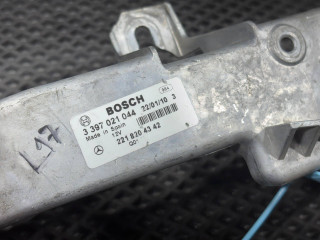 BOSCH
3 397 021 044 22/01/10 3
Made in Spain 12V
221 820 43 42
L17